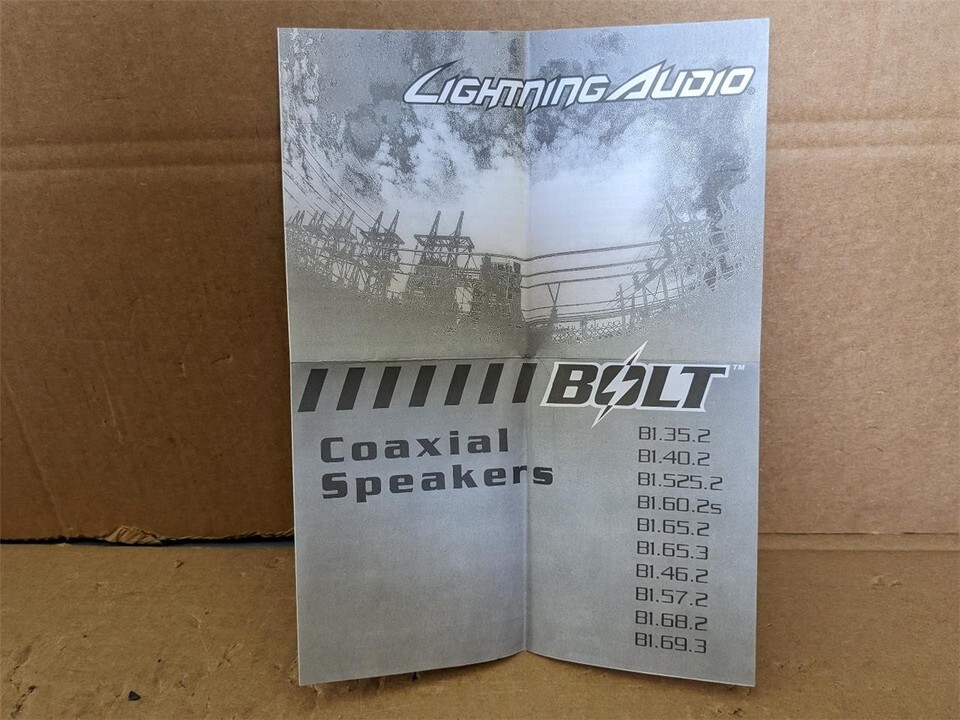 LIGHTNING AUDIO
BOLT™
Coaxial
Speakers
B1.35.2
B1.40.2
B1.525.2
B1.60.2s
B1.65.2
B1.65.3
B1.46.2
B1.57.2
B1.68.2
B1.69.3